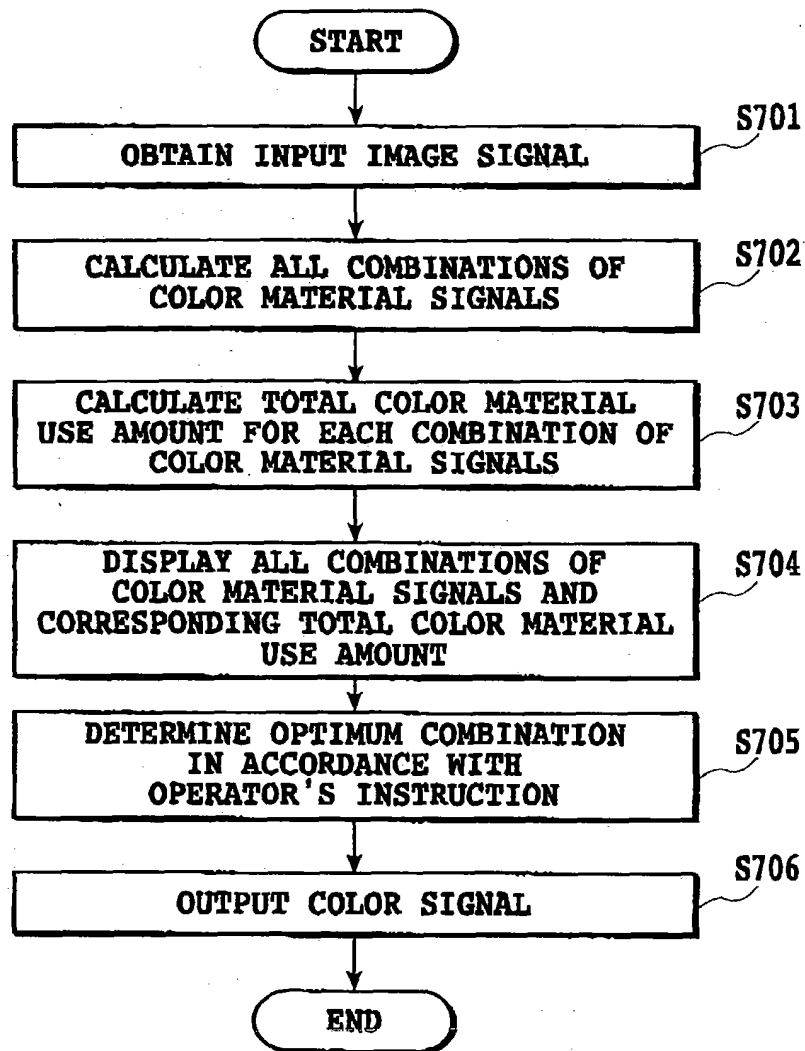 START
S701
OBTAIN INPUT IMAGE SIGNAL
S702
CALCULATE ALL COMBINATIONS OF
COLOR MATERIAL SIGNALS
S703
CALCULATE TOTAL COLOR MATERIAL
USE AMOUNT FOR EACH COMBINATION OF
COLOR MATERIAL SIGNALS
S704
DISPLAY ALL COMBINATIONS OF
COLOR MATERIAL SIGNALS AND
CORRESPONDING TOTAL COLOR MATERIAL
USE AMOUNT
S705
DETERMINE OPTIMUM COMBINATION
IN ACCORDANCE WITH
OPERATOR'S INSTRUCTION
S706
OUTPUT COLOR SIGNAL
END